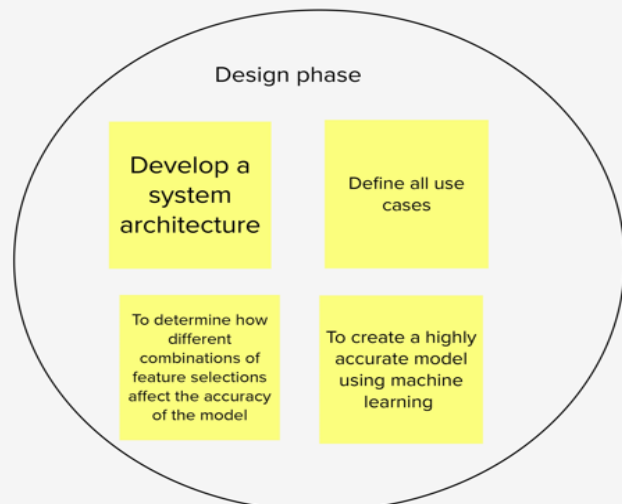 Design phase
Develop a
system
architecture
Define all use
cases
To determine how
different
combinations of
feature selections
affect the accuracy
of the model
To create a highly
accurate model
using machine
learning